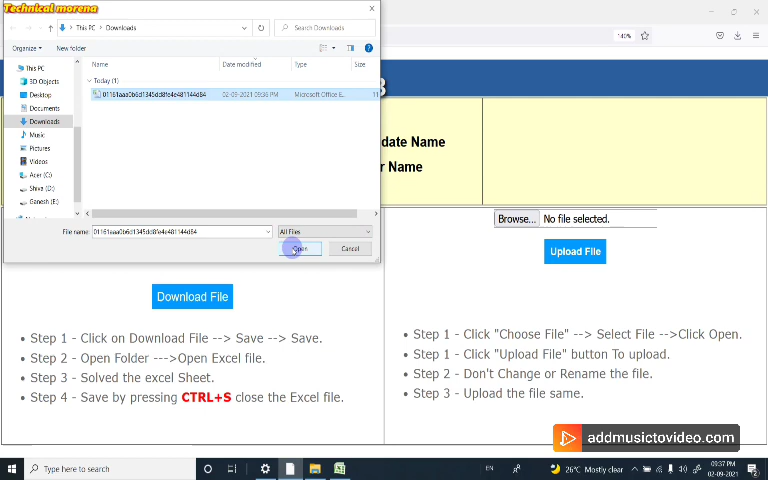 Technical morena
This PC > Downloads
Search Downloads
140%
Organize
New folder
Name
Date modified
Type
Size
This PC
3D Objects
Desktop
Documents
Downloads
Music
Pictures
Videos
Acer (C:)
Shiva (D:)
Ganesh (E:)
Today (1)
01161aaa0b6d1345dd8fe4e481144d84
02-09-2021 09:36 PM
Microsoft Office E...
11
File name:
01161aaa0b6d1345dd8fe4e481144d84
All Files
Open
Cancel
date Name
r Name
Browse...
No file selected.
Upload File
Download File
• Step 1 - Click on Download File --> Save --> Save.
• Step 2 - Open Folder --->Open Excel file.
• Step 3 - Solved the excel Sheet.
• Step 4 - Save by pressing CTRL+S close the Excel file.
• Step 1 - Click "Choose File" --> Select File -->Click Open.
• Step 1 - Click "Upload File" button To upload.
• Step 2 - Don't Change or Rename the file.
• Step 3 - Upload the file same.
addmusictovideo.com
Type here to search
EN
26°C Mostly clear
09:37 PM
02-09-2021
2